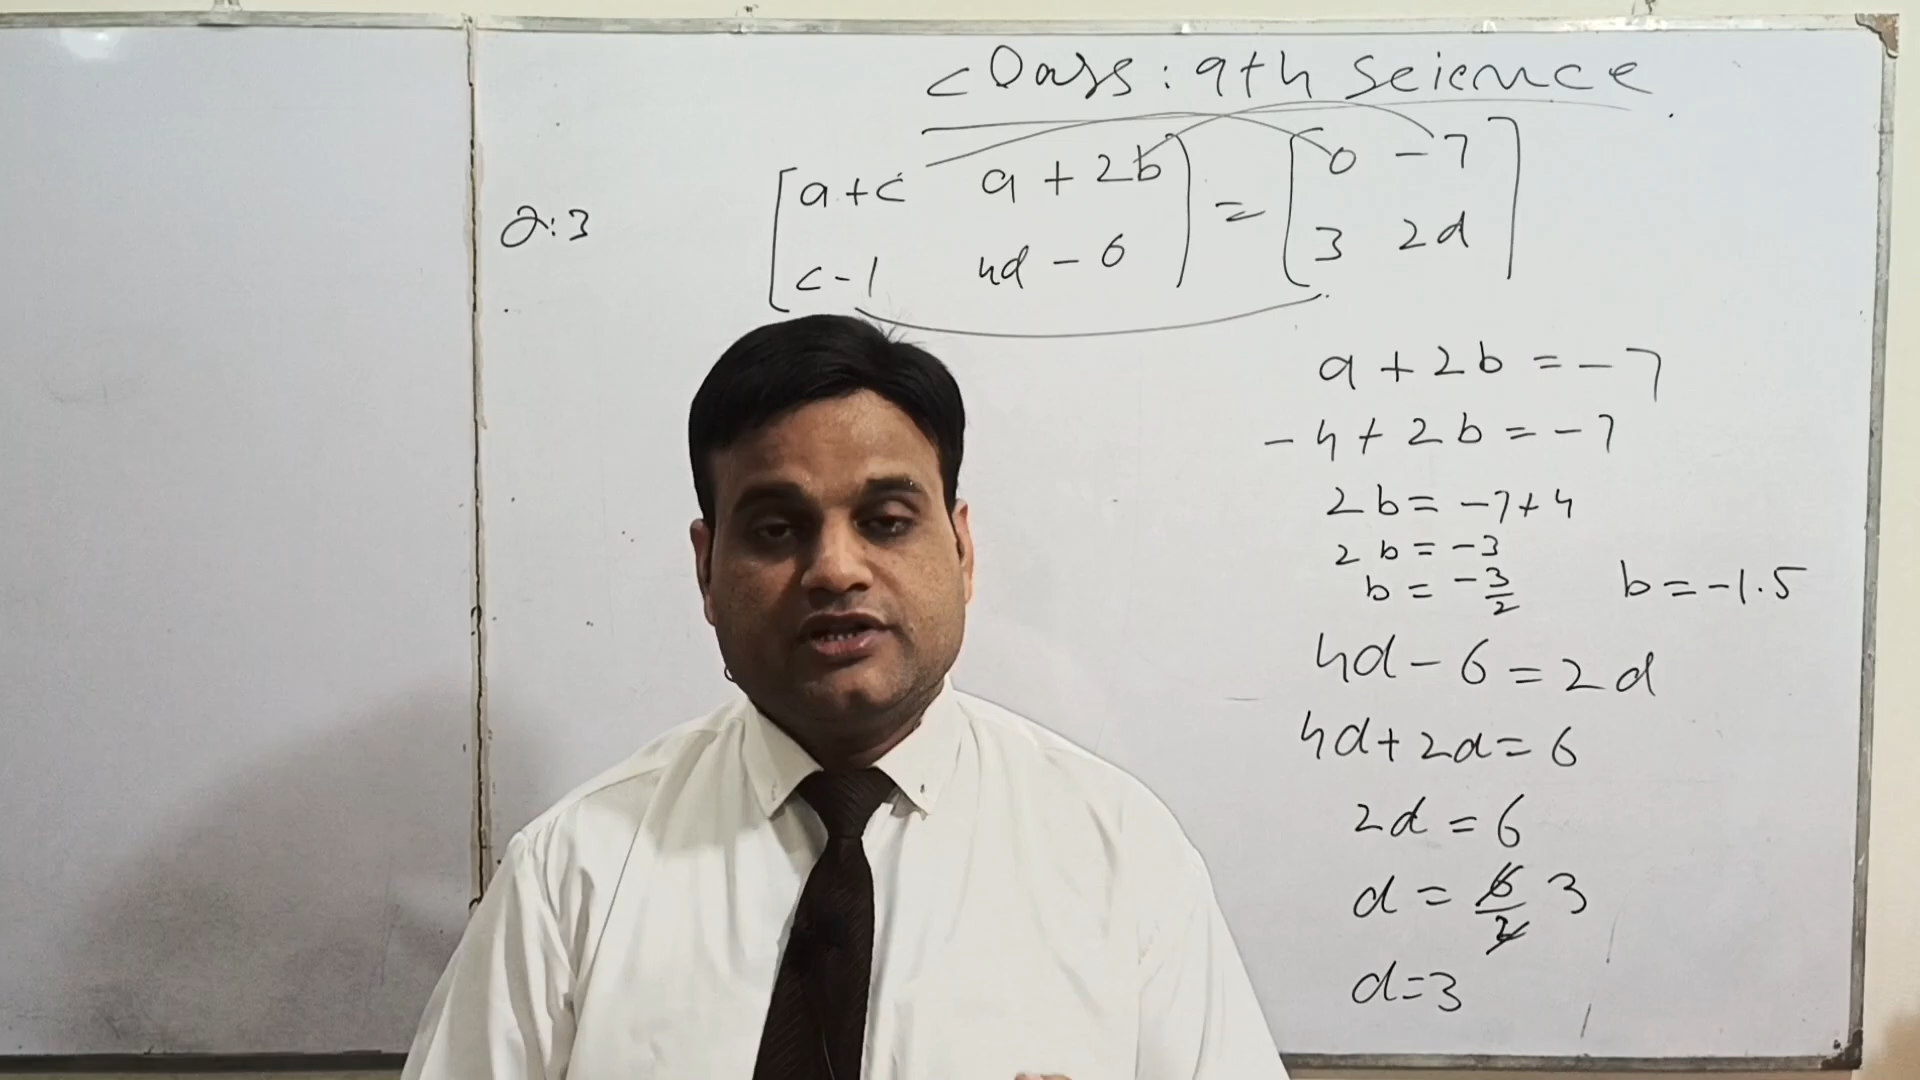 class: 9th Seience
Q:3
[a+c a+2b] = [0 -7]
[c-1 4d-6] [3 2d]
a+2b=-7
-4+2b=-7
2b=-7+4
2b=-3
b=-3/2 b=-1.5
4d-6=2d
4d+2d=6
2d=6
d=6/2 3
d=3